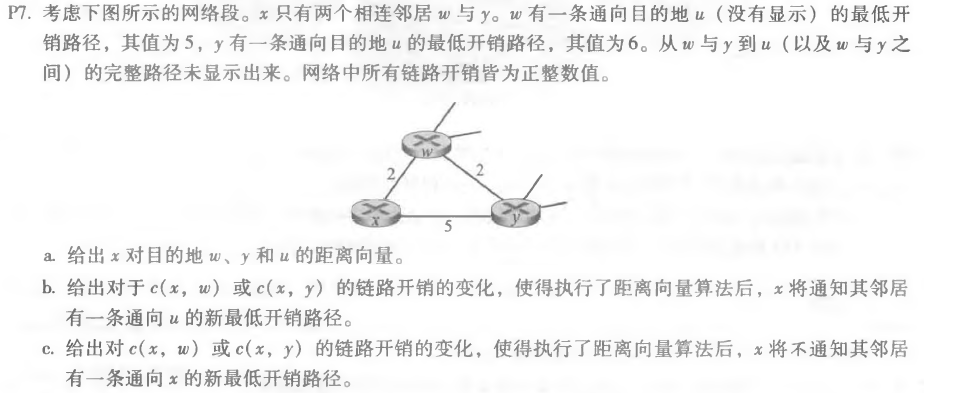 P7. 考虑下图所示的网络段。x 只有两个相连邻居 w 与 y。w 有一条通向目的地 u（没有显示）的最低开
销路径，其值为 5，y 有一条通向目的地 u 的最低开销路径，其值为 6。从 w 与 y 到 u（以及 w 与 y 之
间）的完整路径未显示出来。网络中所有链路开销皆为正整数值。
w
2
2
x
y
5
a. 给出 x 对目的地 w、y 和 u 的距离向量。
b. 给出对于 c(x, w) 或 c(x, y) 的链路开销的变化，使得执行了距离向量算法后，x 将通知其邻居
有一条通向 u 的新最低开销路径。
c. 给出对 c(x, w) 或 c(x, y) 的链路开销的变化，使得执行了距离向量算法后，x 将不通知其邻居
有一条通向 x 的新最低开销路径。